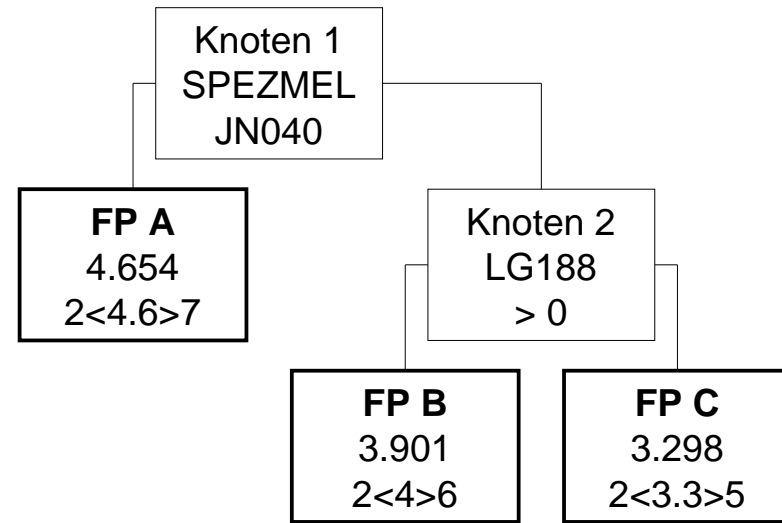 Knoten 1
SPEZMEL
JN040
FP A
4.654
2<4.6>7
Knoten 2
LG188
> 0
FP B
3.901
2<4>6
FP C
3.298
2<3.3>5